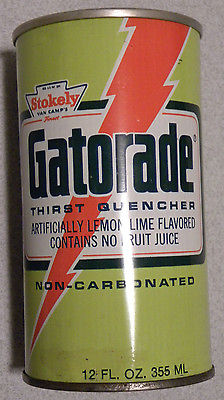 Stokely
VAN CAMP'S
Finest
Gatorade
THIRST QUENCHER
ARTIFICIALLY LEMON-LIME FLAVORED
CONTAINS NO FRUIT JUICE
NON-CARBONATED
12 FL. OZ. 355 ML